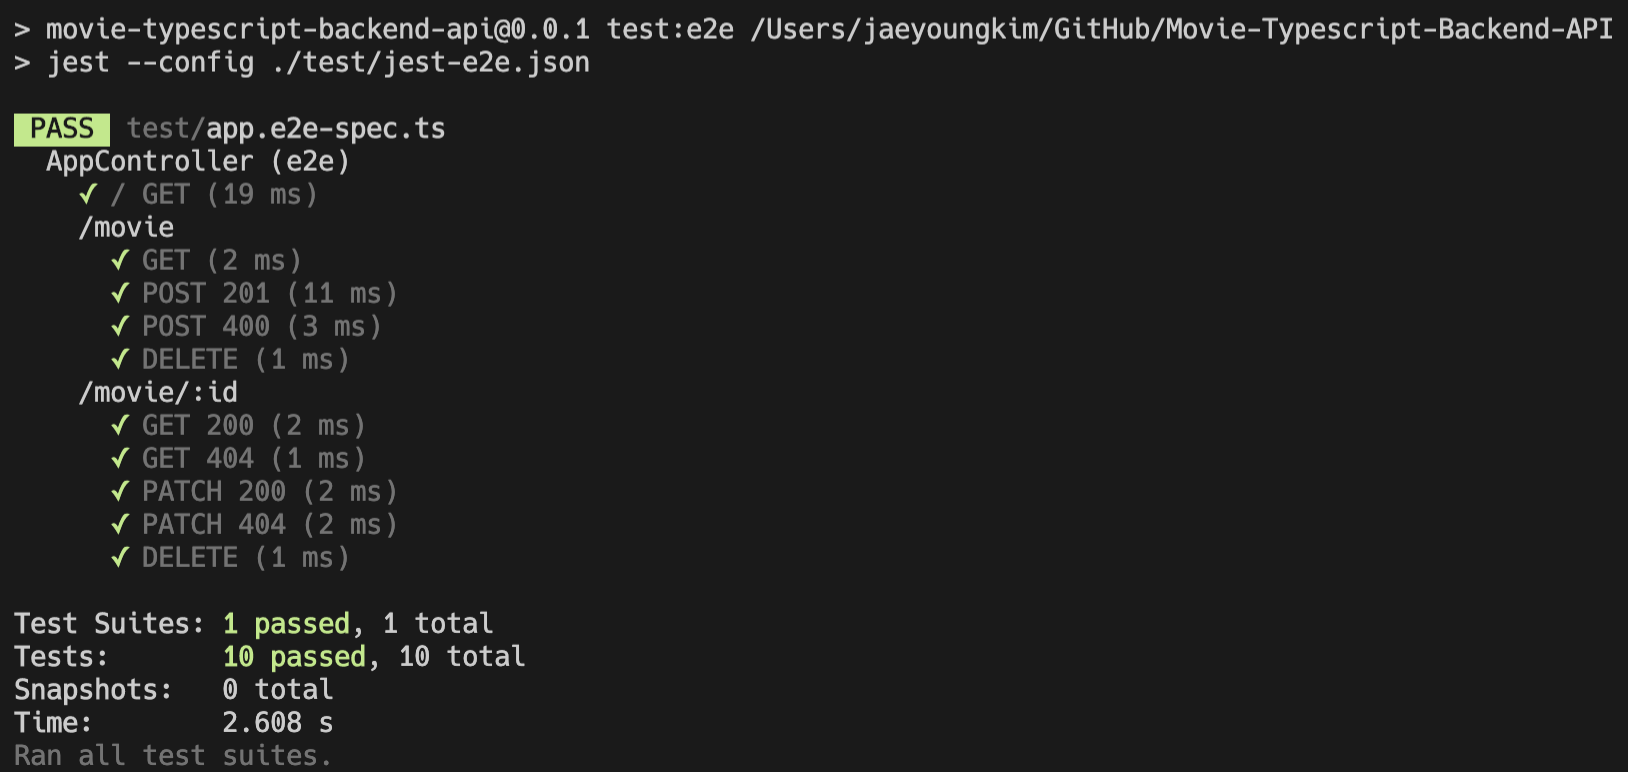 > movie-typescript-backend-api@0.0.1 test:e2e /Users/jaeyoungkim/GitHub/Movie-Typescript-Backend-API
> jest --config ./test/jest-e2e.json
PASS test/app.e2e-spec.ts
AppController (e2e)
✓ / GET (19 ms)
/movie
✓ GET (2 ms)
✓ POST 201 (11 ms)
✓ POST 400 (3 ms)
✓ DELETE (1 ms)
/movie/:id
✓ GET 200 (2 ms)
✓ GET 404 (1 ms)
✓ PATCH 200 (2 ms)
✓ PATCH 404 (2 ms)
✓ DELETE (1 ms)
Test Suites: 1 passed, 1 total
Tests: 10 passed, 10 total
Snapshots: 0 total
Time: 2.608 s
Ran all test suites.